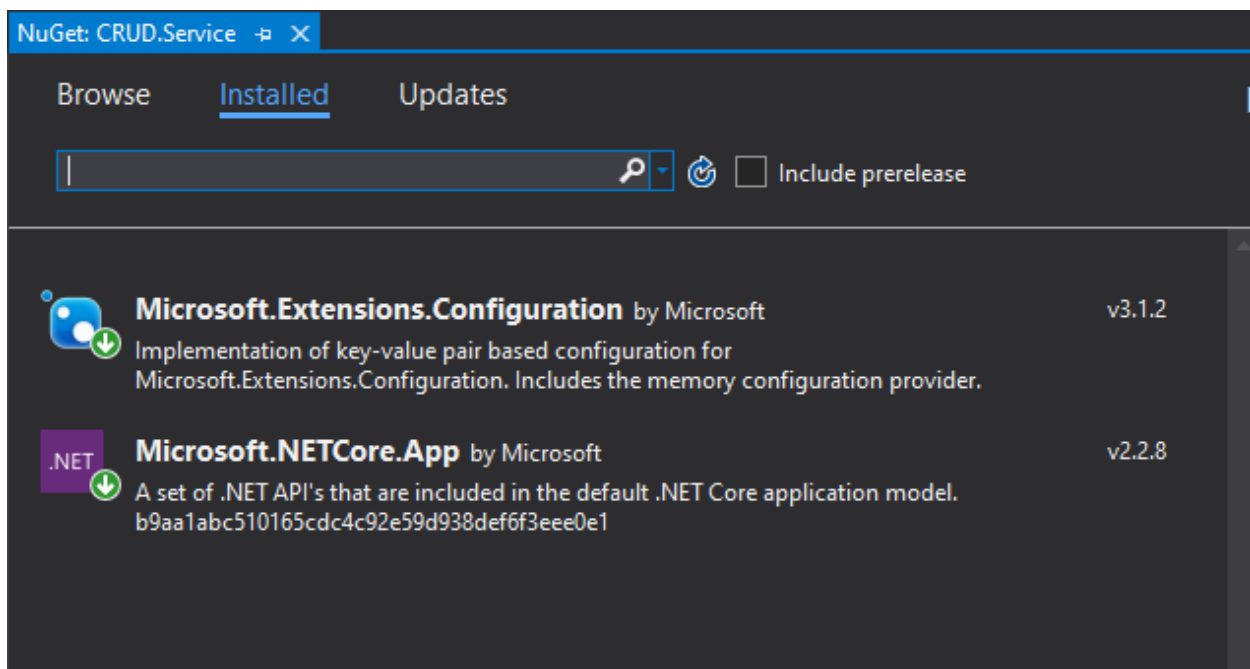 NuGet: CRUD.Service
Browse Installed Updates
Include prerelease
Microsoft.Extensions.Configuration by Microsoft v3.1.2
Implementation of key-value pair based configuration for
Microsoft.Extensions.Configuration. Includes the memory configuration provider.
.NET
Microsoft.NETCore.App by Microsoft v2.2.8
A set of .NET API's that are included in the default .NET Core application model.
b9aa1abc510165cdc4c92e59d938def6f3eee0e1